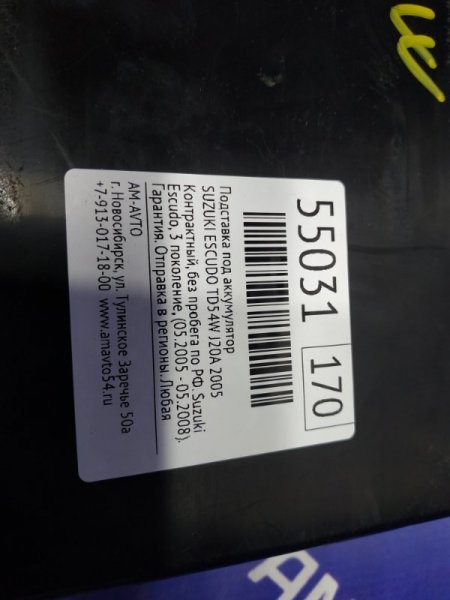 55031 170
Подставка под аккумулятор
SUZUKI ESCUDO TD54W J20A 2005
Контрактный, без пробега по РФ. Suzuki
Escudo, 3 поколение, (05.2005 - 05.2008).
Гарантия. Отправка в регионы. Любая
АМ-AVTO
г. Новосибирск, ул. Тулинское Заречье 50а
+7-913-017-18-00 www.amavto54.ru